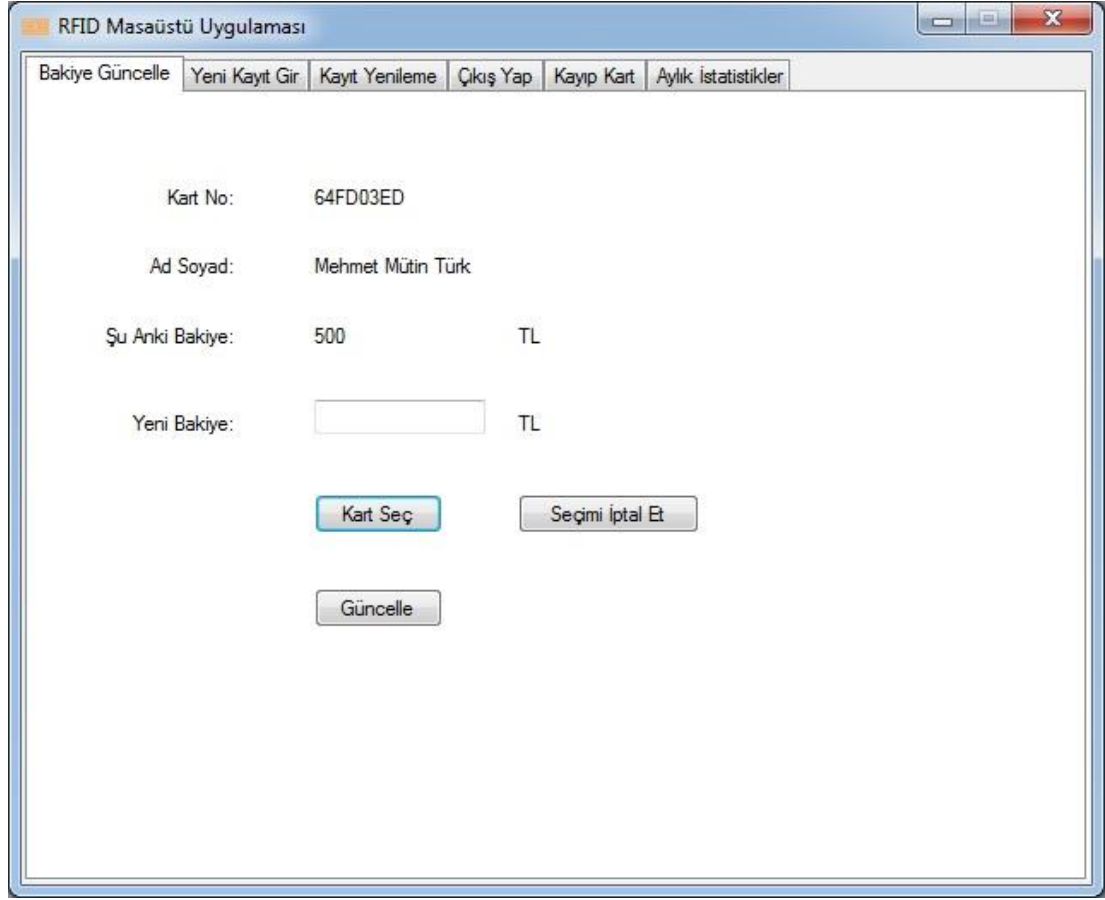 RFID Masaüstü Uygulaması
Bakiye Güncelle Yeni Kayıt Gir Kayıt Yenileme Çıkış Yap Kayıp Kart Aylık İstatistikler
Kart No: 64FD03ED
Ad Soyad: Mehmet Mütin Türk
Şu Anki Bakiye: 500 TL
Yeni Bakiye: TL
Kart Seç Seçimi İptal Et
Güncelle